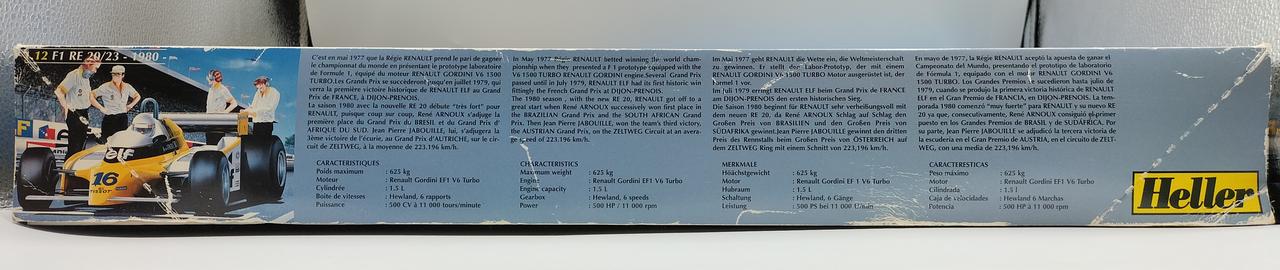 1/12 F1 RE 20/23 - 1980 -
elf
16
TISSOT
C'est en mai 1977 que la Régie RENAULT prend le pari de gagner
le championnat du monde en présentant le prototype laboratoire
de Formule 1, équipé du moteur RENAULT GORDINI V6 1500
TURBO.Les Grands Prix se succèderont jusqu'en juillet 1979, qui
verra la première victoire historique de RENAULT ELF au Grand
Prix de FRANCE, à DIJON-PRENOIS.
La saison 1980 avec la nouvelle RE 20 débute "très fort" pour
RENAULT, puisque coup sur coup, René ARNOUX s'adjuge la
première place du Grand Prix du BRESIL et du Grand Prix d'
AFRIQUE DU SUD. Jean Pierre JABOUILLE, lui, s'adjugera la
3ème victoire de l'écurie, au Grand Prix d'AUTRICHE, sur le cir-
cuit de ZELTWEG, à la moyenne de 223,196 km/h.
CARACTERISTIQUES
Poids maximum : 625 kg
Moteur : Renault Gordini EF1 V6 Turbo
Cylindrée : 1.5 L
Boite de vitesses : Hewland, 6 rapports
Puissance : 500 CV à 11 000 tours/minute
In May 1977 Régie RENAULT betted winning the world cham-
pionship when they presented a F1 prototype equipped with the
V6 1500 TURBO RENAULT GORDINI engine.Several Grand Prix
passed until in July 1979, RENAULT ELF had its first historic win
fittingly the French Grand Prix at DIJON-PRENOIS.
The 1980 season, with the new RE 20, RENAULT got off to a
great start when René ARNOUX successively won first place in
the BRAZILIAN GRAND PRIX and the SOUTH AFRICAN GRAND
Prix. Then Jean Pierre JABOUILLE, won the team's third victory,
the AUSTRIAN Grand Prix, on the ZELTWEG Circuit at an avera-
ge speed of 223.196 km/h.
CHARACTERISTICS
Maximum weight : 625 kg
Engine : Renault Gordini EF1 V6 Turbo
Engine capacity : 1.5 L
Gearbox : Hewland, 6 speeds
Power : 500 HP / 11 000 rpm
Im Mai 1977 geht RENAULT die Wette ein, die Weltmeisterschaft
zu gewinnen. Er stellt der Labor-Prototyp, der mit einem
RENAULT GORDINI V6 1500 TURBO Motor ausgerüstet ist, der
Formel 1 vor.
Im Juli 1979 erringt RENAULT ELF beim Grand Prix de FRANCE
am DIJON-PRENOIS den ersten historischen Sieg.
Die Saison 1980 beginnt für RENAULT sehr verheißungsvoll mit
dem neuen RE 20, da René ARNOUX Schlag auf Schlag den
Großen Preis von BRASILIEN und den Großen Preis von
SÜDAFRIKA gewinnt.Jean Pierre JABOUILLE gewinnt den dritten
Preis des Rennstalls beim Großen Preis von ÖSTERREICH auf
dem ZELTWEG Ring mit einem Schnitt von 223,196 km/h.
MERKMALE
Höchstgewicht : 625 kg
Motor : Renault Gordini EF 1 V6 Turbo
Hubraum : 1.5 L
Schaltung : Hewland, 6 Gänge
Leistung : 500 PS bei 11 000 U/min
En mayo de 1977, la Régie RENAULT aceptó la apuesta de ganar el
Campeonato del Mundo, presentando el prototipo de laboratorio
de Fórmula 1, equipado con el motor RENAULT GORDINI V6
1500 TURBO. Los Grandes Premios se sucedieron hasta julio de
1979, cuando se produjo la primera victoria histórica de RENAULT
ELF en el Gran Premio de FRANCIA, en DIJON-PRENOIS. La tem-
porada 1980 comenzó "muy fuerte" para RENAULT y su nuevo RE
20 ya que, consecutivamente, René ARNOUX consiguió el primer
puesto en los Grandes Premios de BRASIL y de SUDÁFRICA. Por
su parte, Jean Pierre JABOUILLE se adjudicó la tercera victoria de
la escudería en el Gran Premio de AUSTRIA, en el circuito de ZELT-
WEG, con una media de 223,196 km/h.
CARACTERESTICAS
Peso máximo : 625 kg
Motor : Renault Gordini EF1 V6 Turbo
Cilindrada : 1.5 l
Caja de velocidades : Hewland 6 Marchas
Potencia : 500 HP à 11 000 rpm
Heller